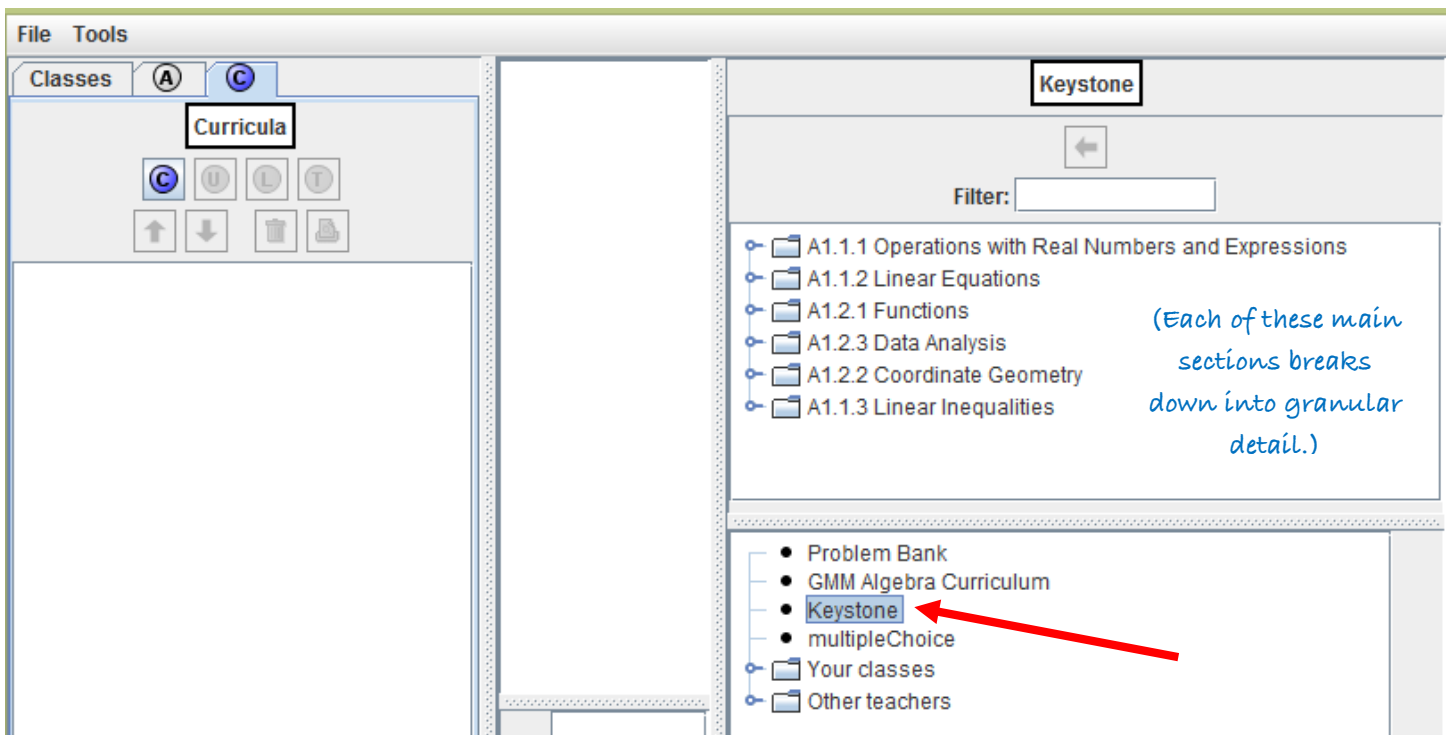 File Tools
Classes A C
Curricula
C U L T
Keystone
Filter:
A1.1.1 Operations with Real Numbers and Expressions
A1.1.2 Linear Equations
A1.2.1 Functions
A1.2.3 Data Analysis
A1.2.2 Coordinate Geometry
A1.1.3 Linear Inequalities
(Each of these main
sections breaks
down into granular
detail.)
Problem Bank
GMM Algebra Curriculum
Keystone
multipleChoice
Your classes
Other teachers